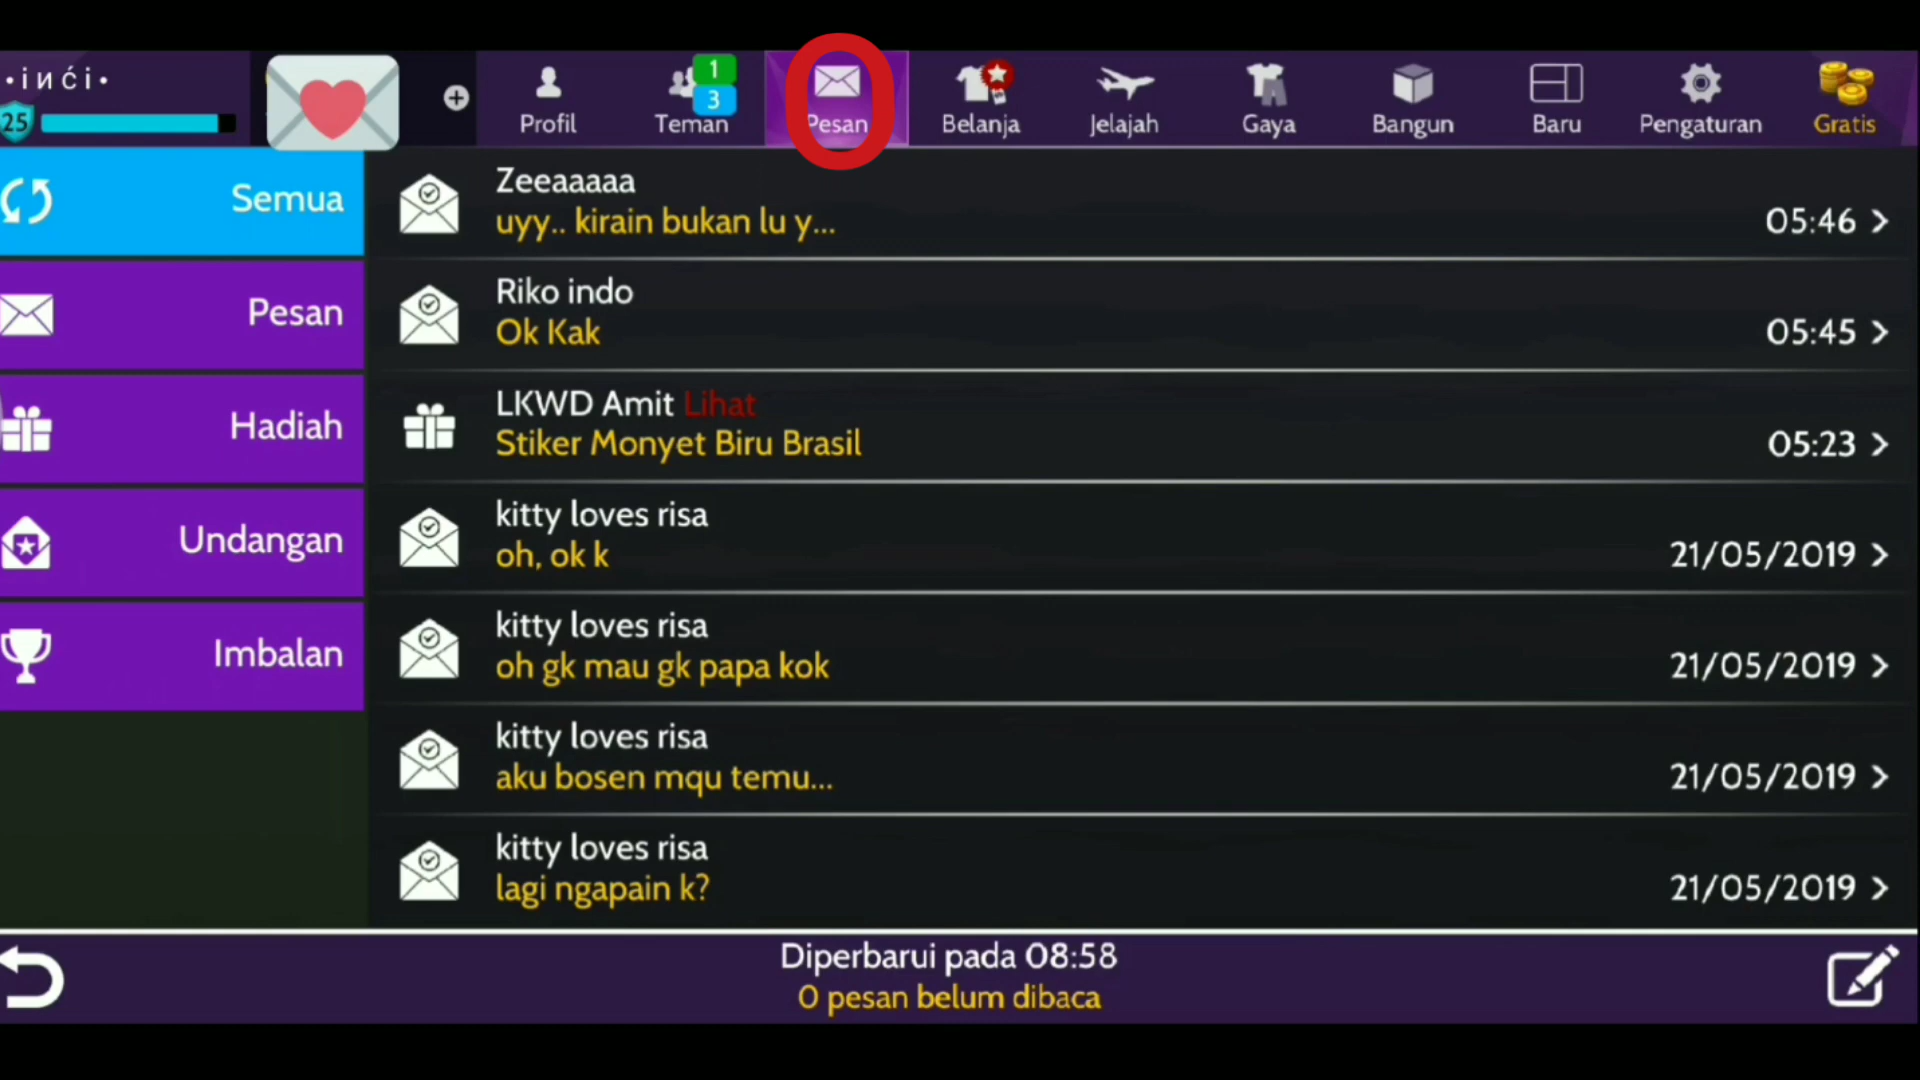 •iиći•
25
1
3
Profil
Teman
Pesan
Belanja
Jelajah
Gaya
Bangun
Baru
Pengaturan
Gratis
Semua
Pesan
Hadiah
Undangan
Imbalan
Zeeaaaaa
uyy.. kirain bukan lu y...
05:46
Riko indo
Ok Kak
05:45
LKWD Amit Lihat
Stiker Monyet Biru Brasil
05:23
kitty loves risa
oh, ok k
21/05/2019
kitty loves risa
oh gk mau gk papa kok
21/05/2019
kitty loves risa
aku bosen mqu temu...
21/05/2019
kitty loves risa
lagi ngapain k?
21/05/2019
Diperbarui pada 08:58
0 pesan belum dibaca